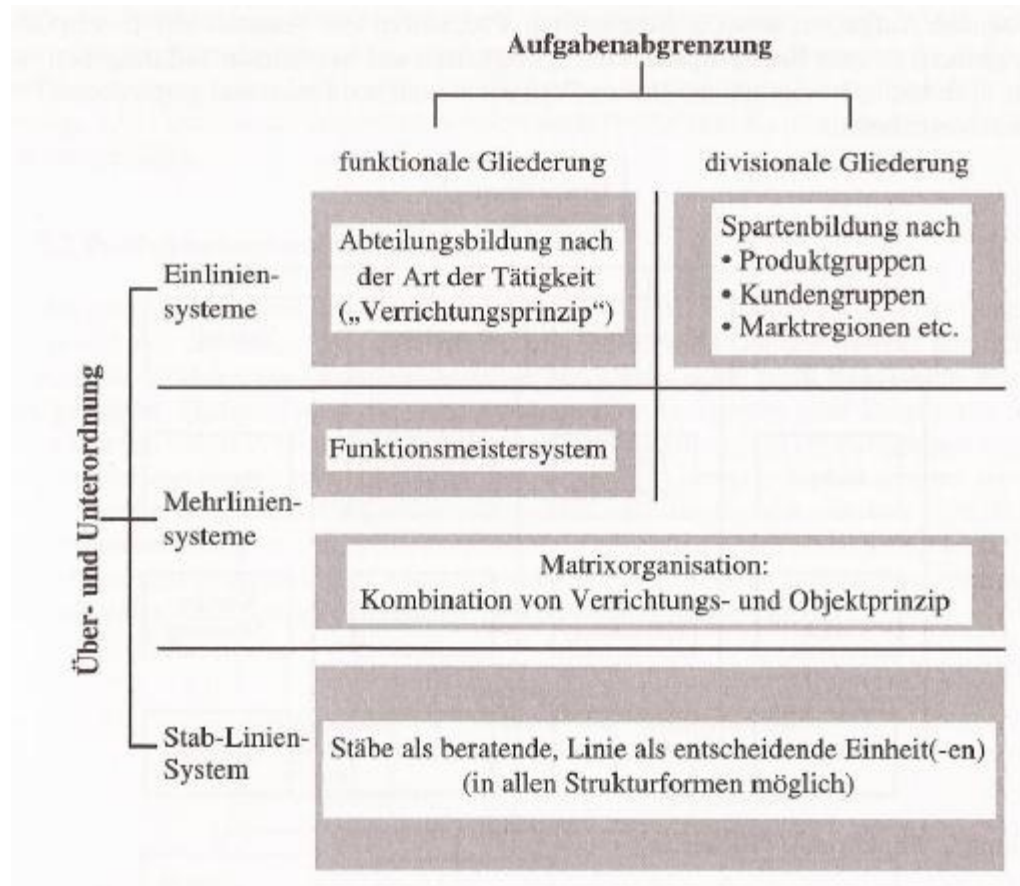 Aufgabenabgrenzung
funktionale Gliederung
divisionale Gliederung
Über- und Unterordnung
Einlinien-
systeme
Abteilungsbildung nach
der Art der Tätigkeit
(„Verrichtungsprinzip“)
Spartenbildung nach
• Produktgruppen
• Kundengruppen
• Marktregionen etc.
Mehrlinien-
systeme
Funktionsmeistersystem
Matrixorganisation:
Kombination von Verrichtungs- und Objektprinzip
Stab-Linien-
System
Stäbe als beratende, Linie als entscheidende Einheit(-en)
(in allen Strukturformen möglich)